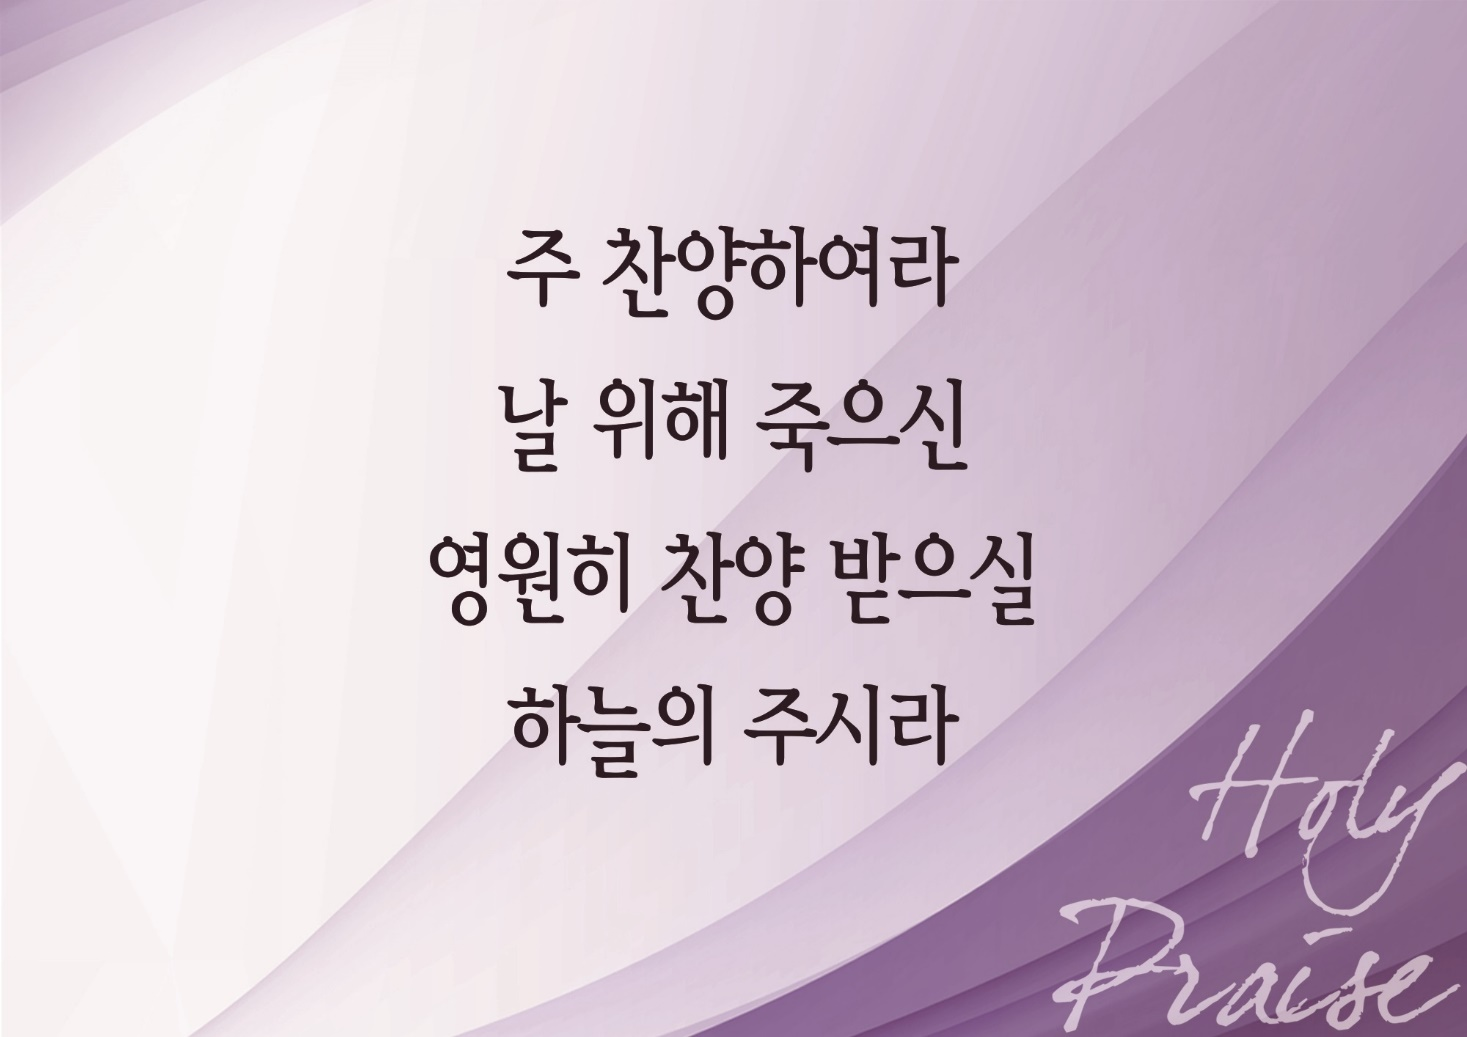 주 찬양하여라
날 위해 죽으신
영원히 찬양 받으실
하늘의 주시라
Holy
Praise